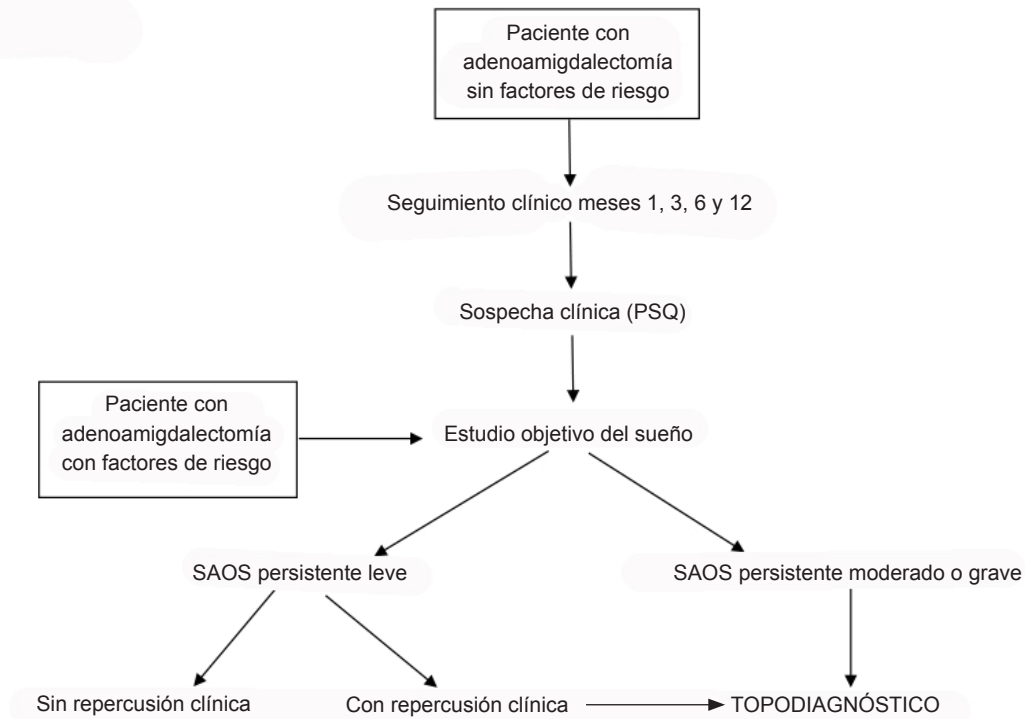 Paciente con
adenoamigdalectomía
sin factores de riesgo
Seguimiento clínico meses 1, 3, 6 y 12
Sospecha clínica (PSQ)
Paciente con
adenoamigdalectomía
con factores de riesgo
Estudio objetivo del sueño
SAOS persistente leve
SAOS persistente moderado o grave
Sin repercusión clínica
Con repercusión clínica
TOPODIAGNÓSTICO